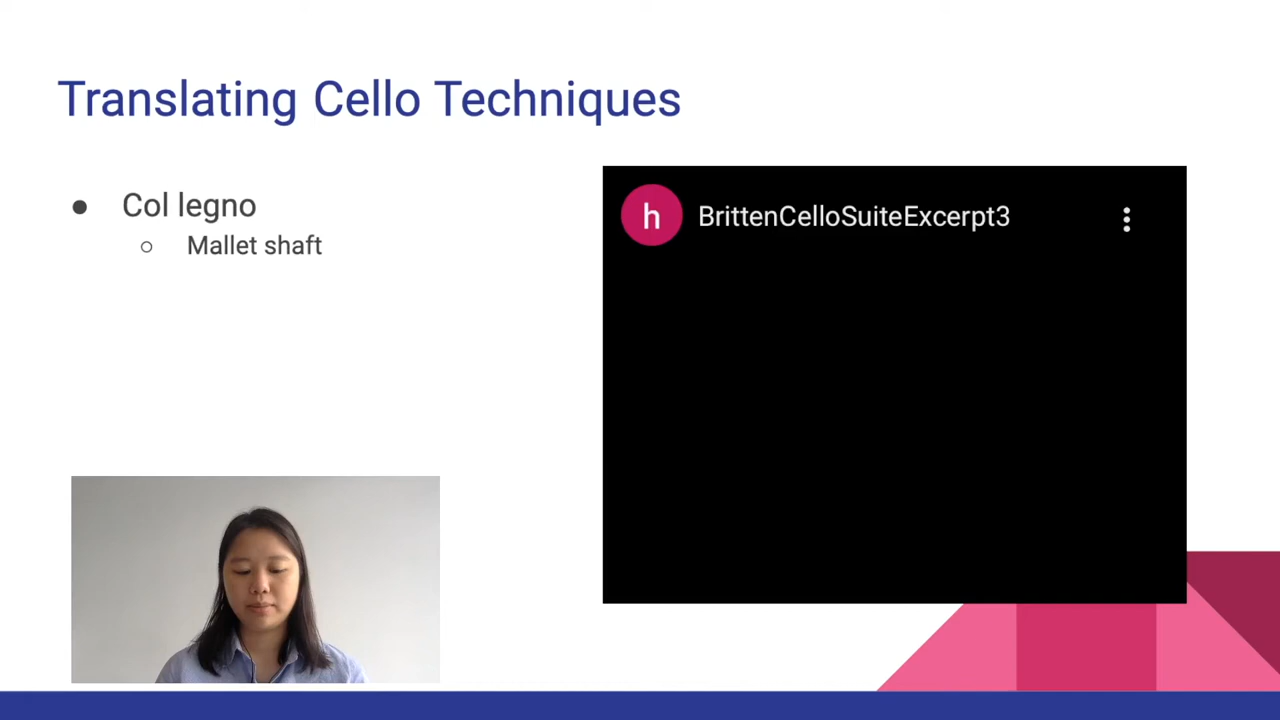 Translating Cello Techniques
Col legno
Mallet shaft
h
BrittenCelloSuiteExcerpt3